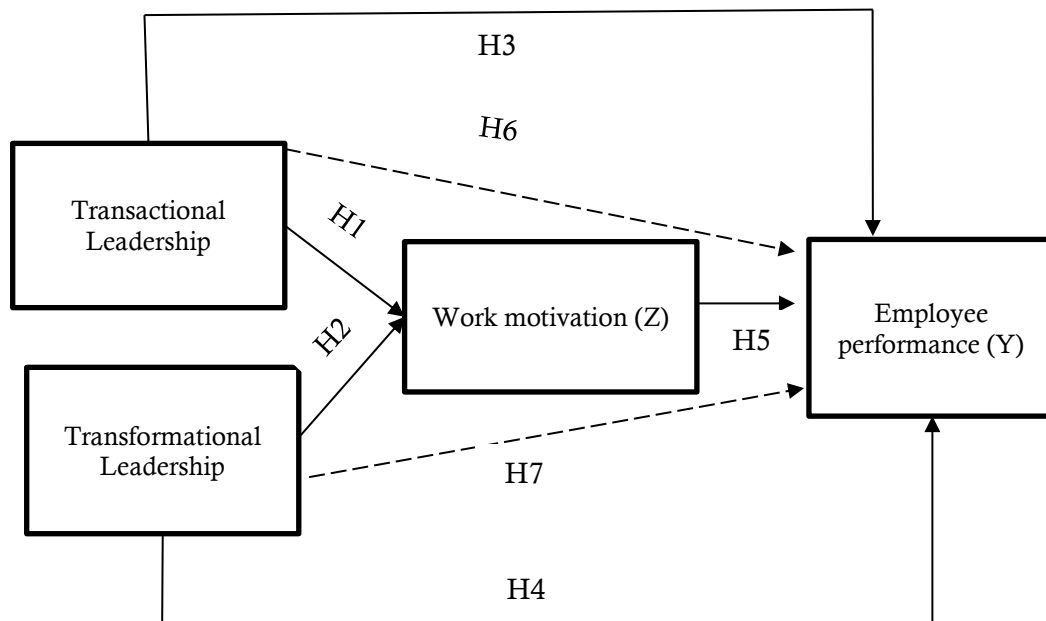 H3
H6
Transactional
Leadership
H1
Work motivation (Z)
H2
H5
Employee
performance (Y)
Transformational
Leadership
H7
H4